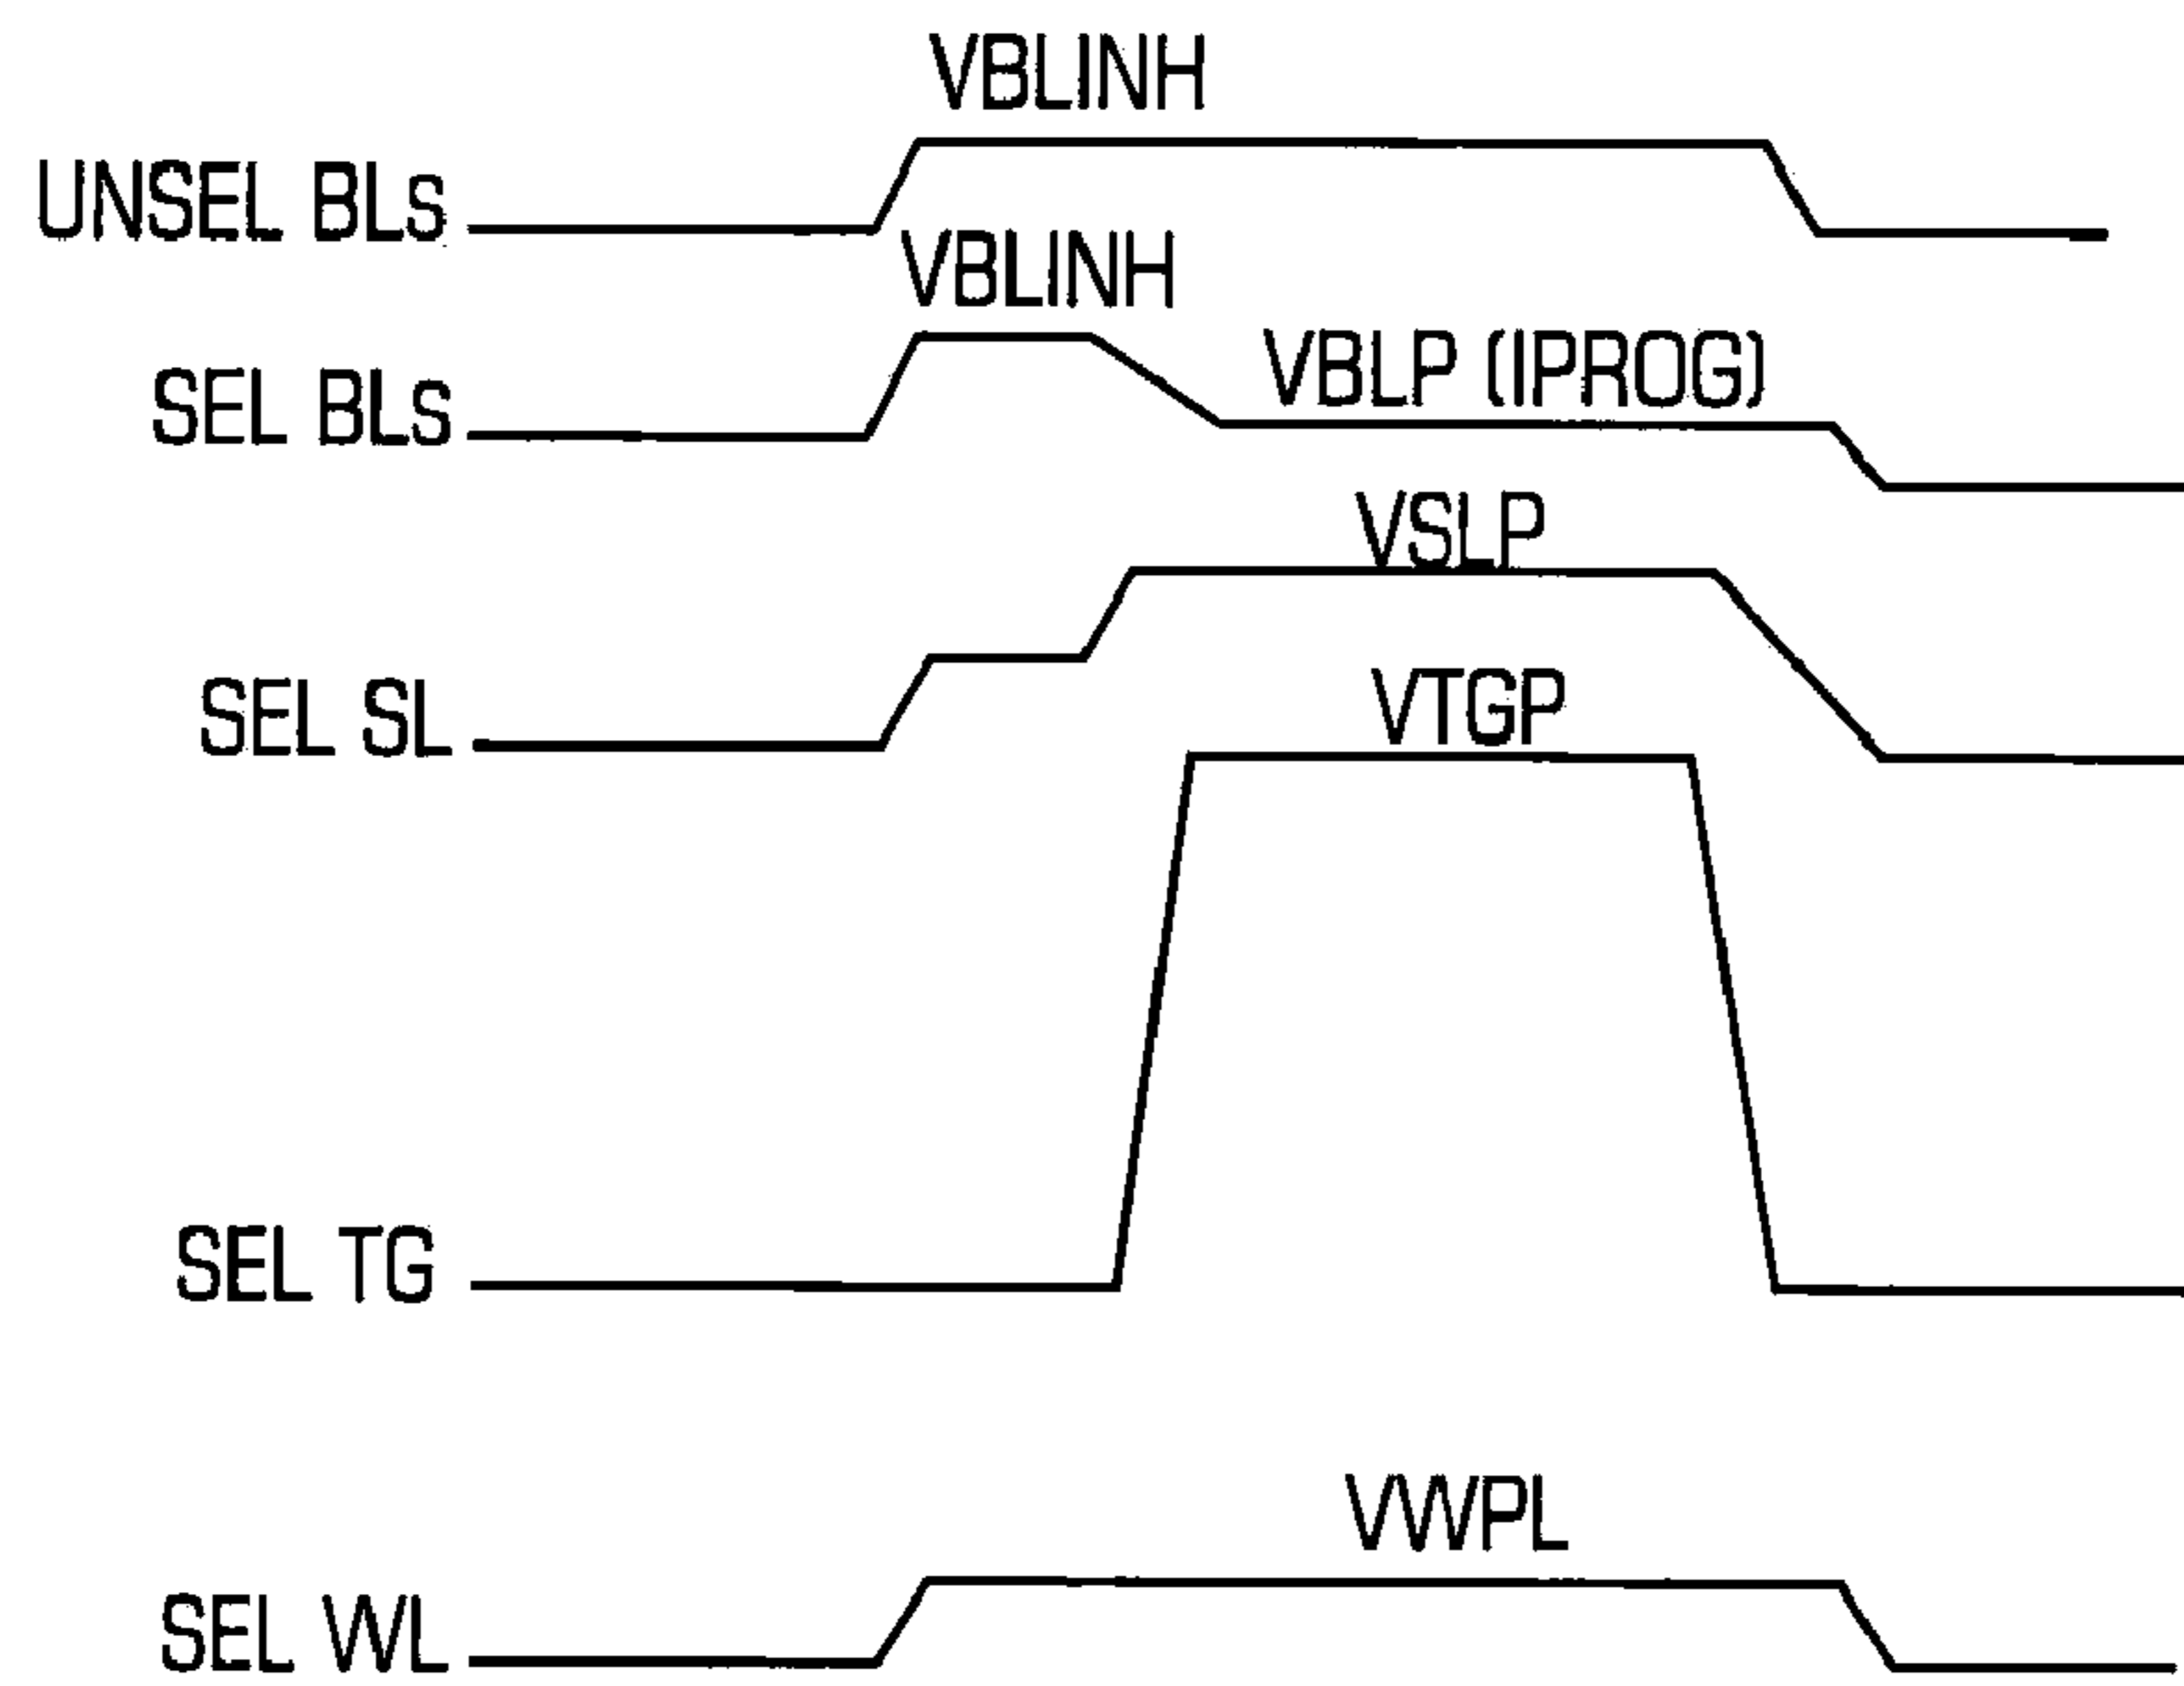 VBLINH
UNSEL BLs
VBLINH
SEL BLs
VBLP (IPROG)
VSLP
SEL SL
VTGP
SEL TG
VWPL
SEL WL